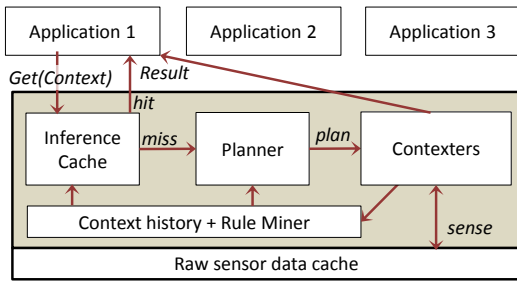 Application 1
Application 2
Application 3
Get(Context)
Result
hit
Inference
Cache
miss
Planner
plan
Contexters
Context history + Rule Miner
sense
Raw sensor data cache